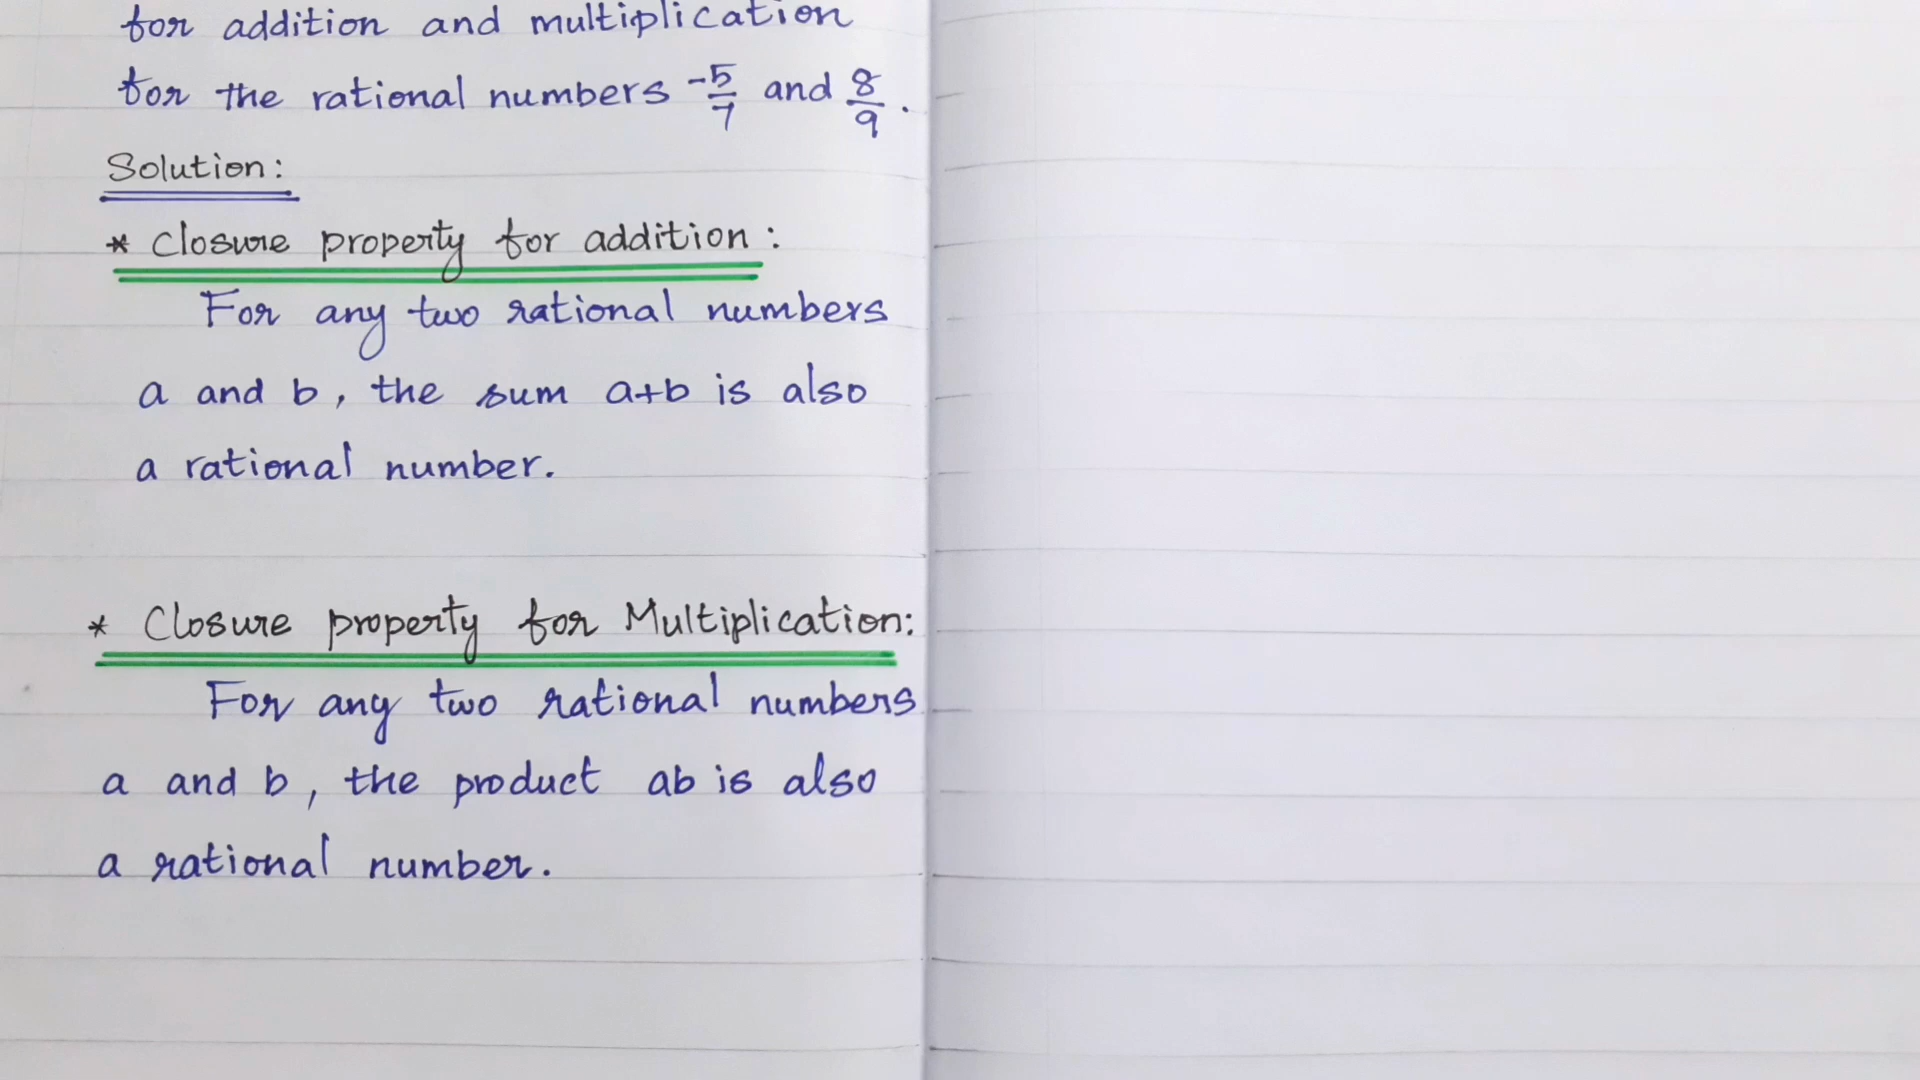 for addition and multiplication
for the rational numbers -5/7 and 8/9.
Solution:
* Closure property for addition:
For any two rational numbers
a and b, the sum a+b is also
a rational number.
* Closure property for Multiplication:
For any two rational numbers
a and b, the product ab is also
a rational number.